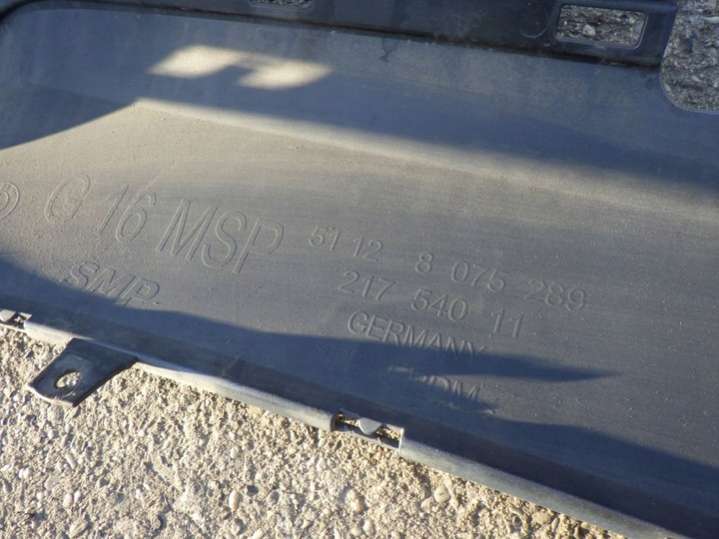 G 16 MSP
51 12 8 075 289
SMP
217 540 11
GERMANY